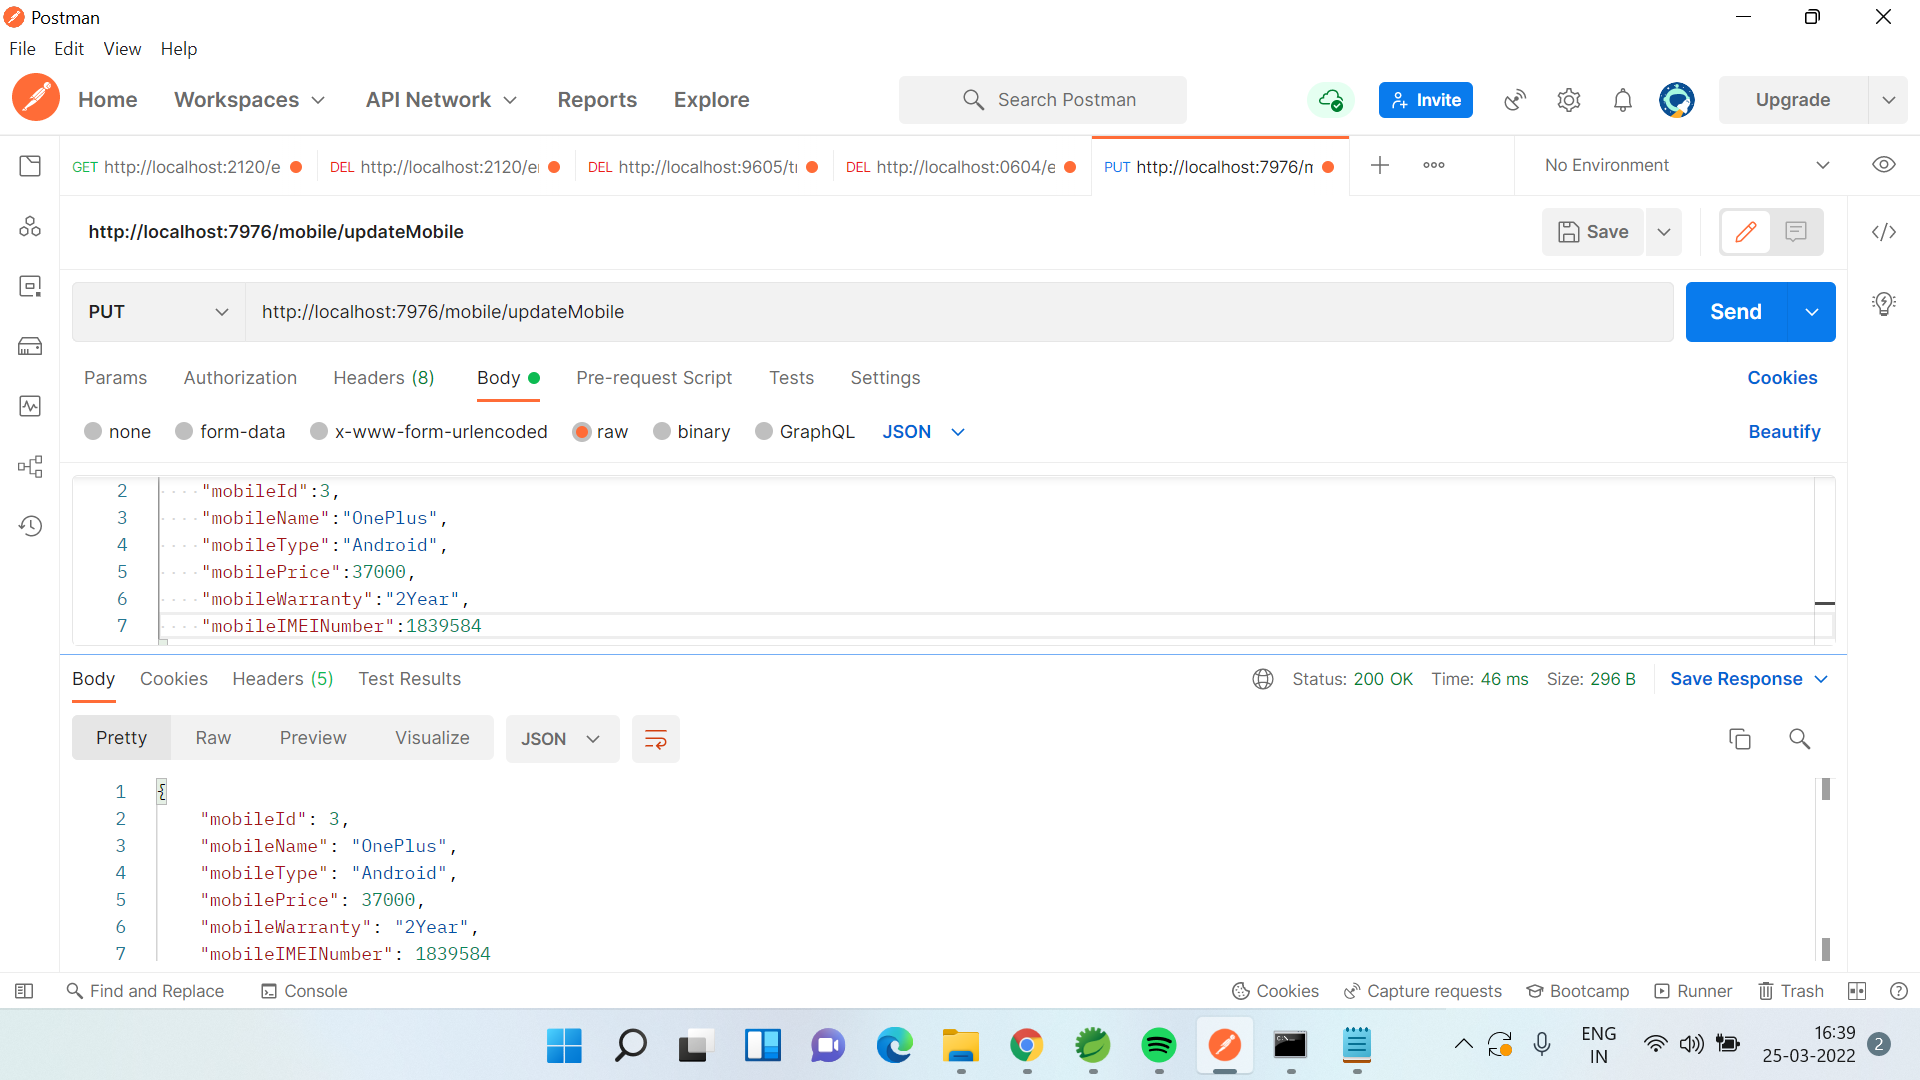 Postman
File Edit View Help
Home Workspaces API Network Reports Explore Search Postman Invite Upgrade
GET http://localhost:2120/e DEL http://localhost:2120/e DEL http://localhost:9605/t DEL http://localhost:0604/e PUT http://localhost:7976/m No Environment
http://localhost:7976/mobile/updateMobile Save
PUT http://localhost:7976/mobile/updateMobile Send
Params Authorization Headers (8) Body Pre-request Script Tests Settings Cookies
none form-data x-www-form-urlencoded raw binary GraphQL JSON Beautify
2 "mobileId":3,
3 "mobileName":"OnePlus",
4 "mobileType":"Android",
5 "mobilePrice":37000,
6 "mobileWarranty":"2Year",
7 "mobileIMEINumber":1839584
Body Cookies Headers (5) Test Results Status: 200 OK Time: 46 ms Size: 296 B Save Response
Pretty Raw Preview Visualize JSON
1 {
2 "mobileId": 3,
3 "mobileName": "OnePlus",
4 "mobileType": "Android",
5 "mobilePrice": 37000,
6 "mobileWarranty": "2Year",
7 "mobileIMEINumber": 1839584
Find and Replace Console Cookies Capture requests Bootcamp Runner Trash
ENG 16:39 2
IN 25-03-2022